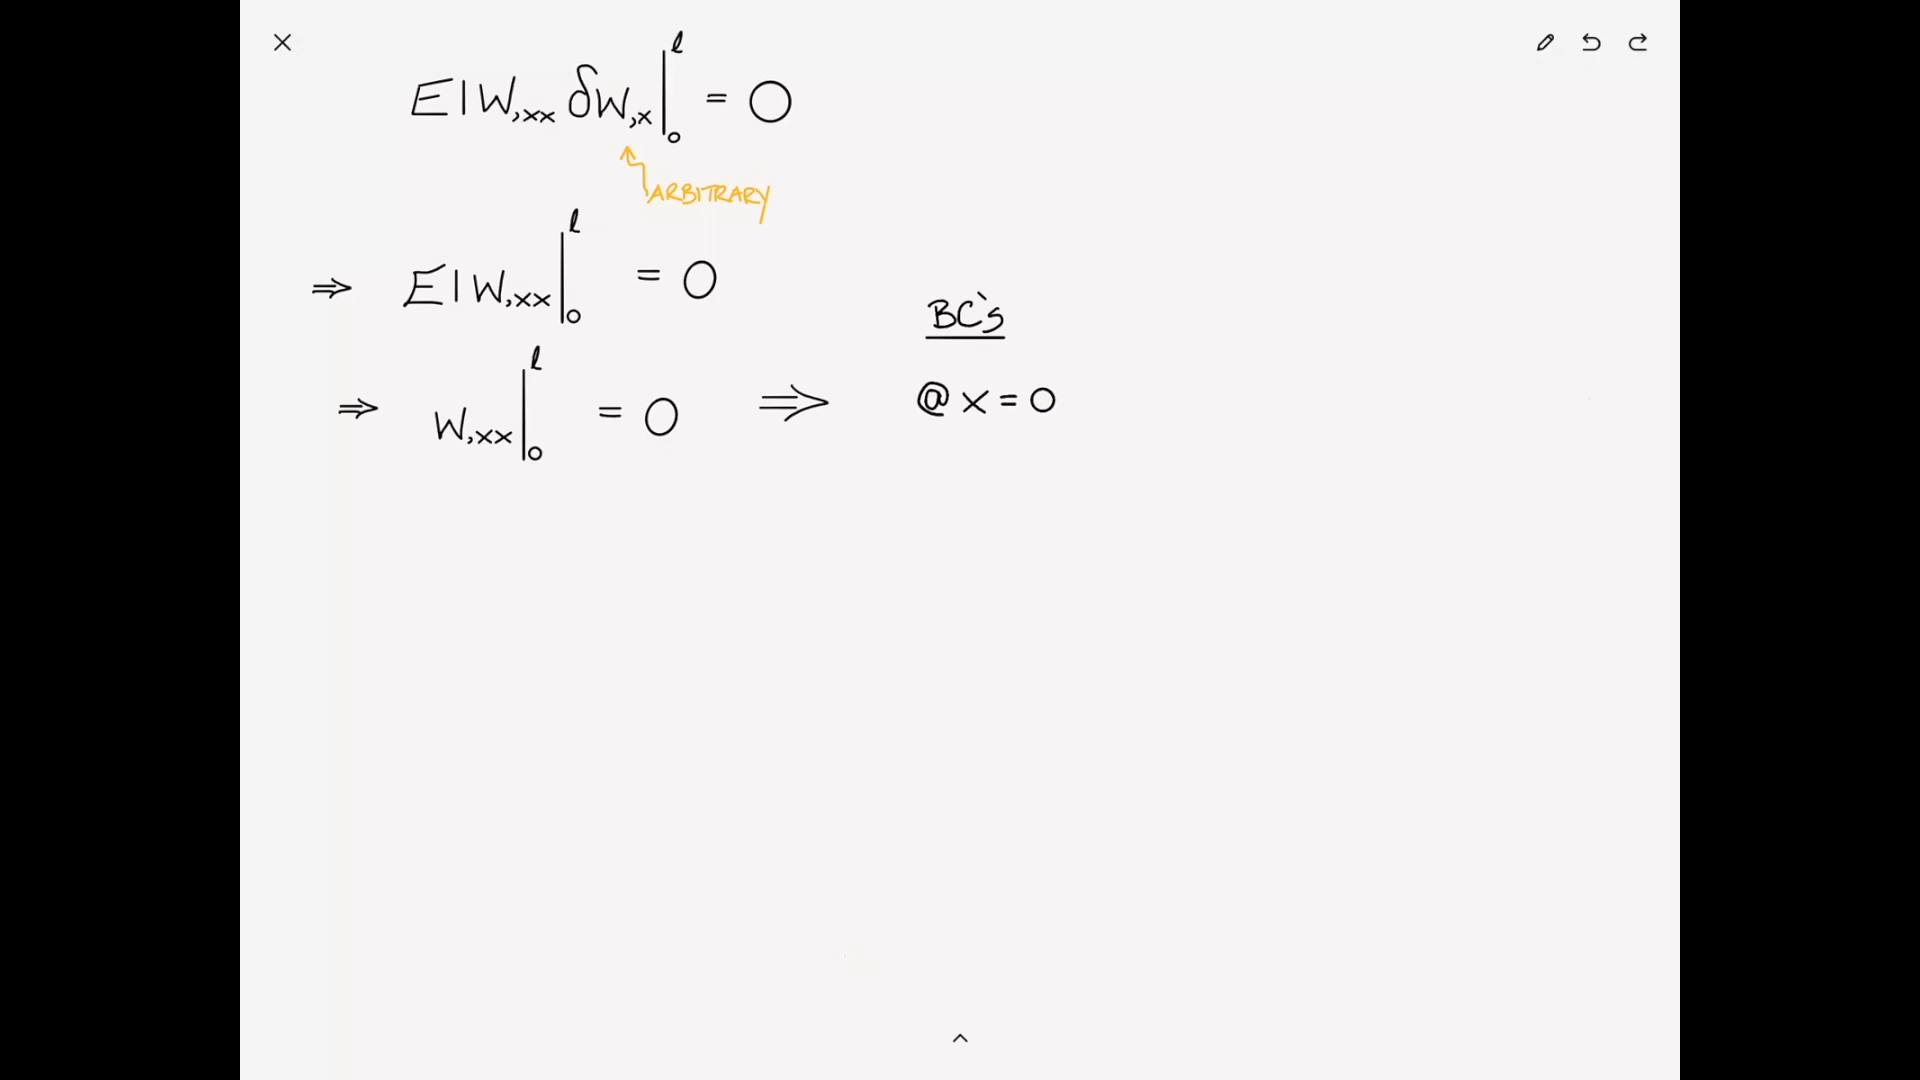 EIW,xx δW,x|₀ˡ = 0
ARBITRARY
⇒ EIW,xx|₀ˡ = 0
BC's
⇒ W,xx|₀ˡ = 0 ⇒ @ x = 0